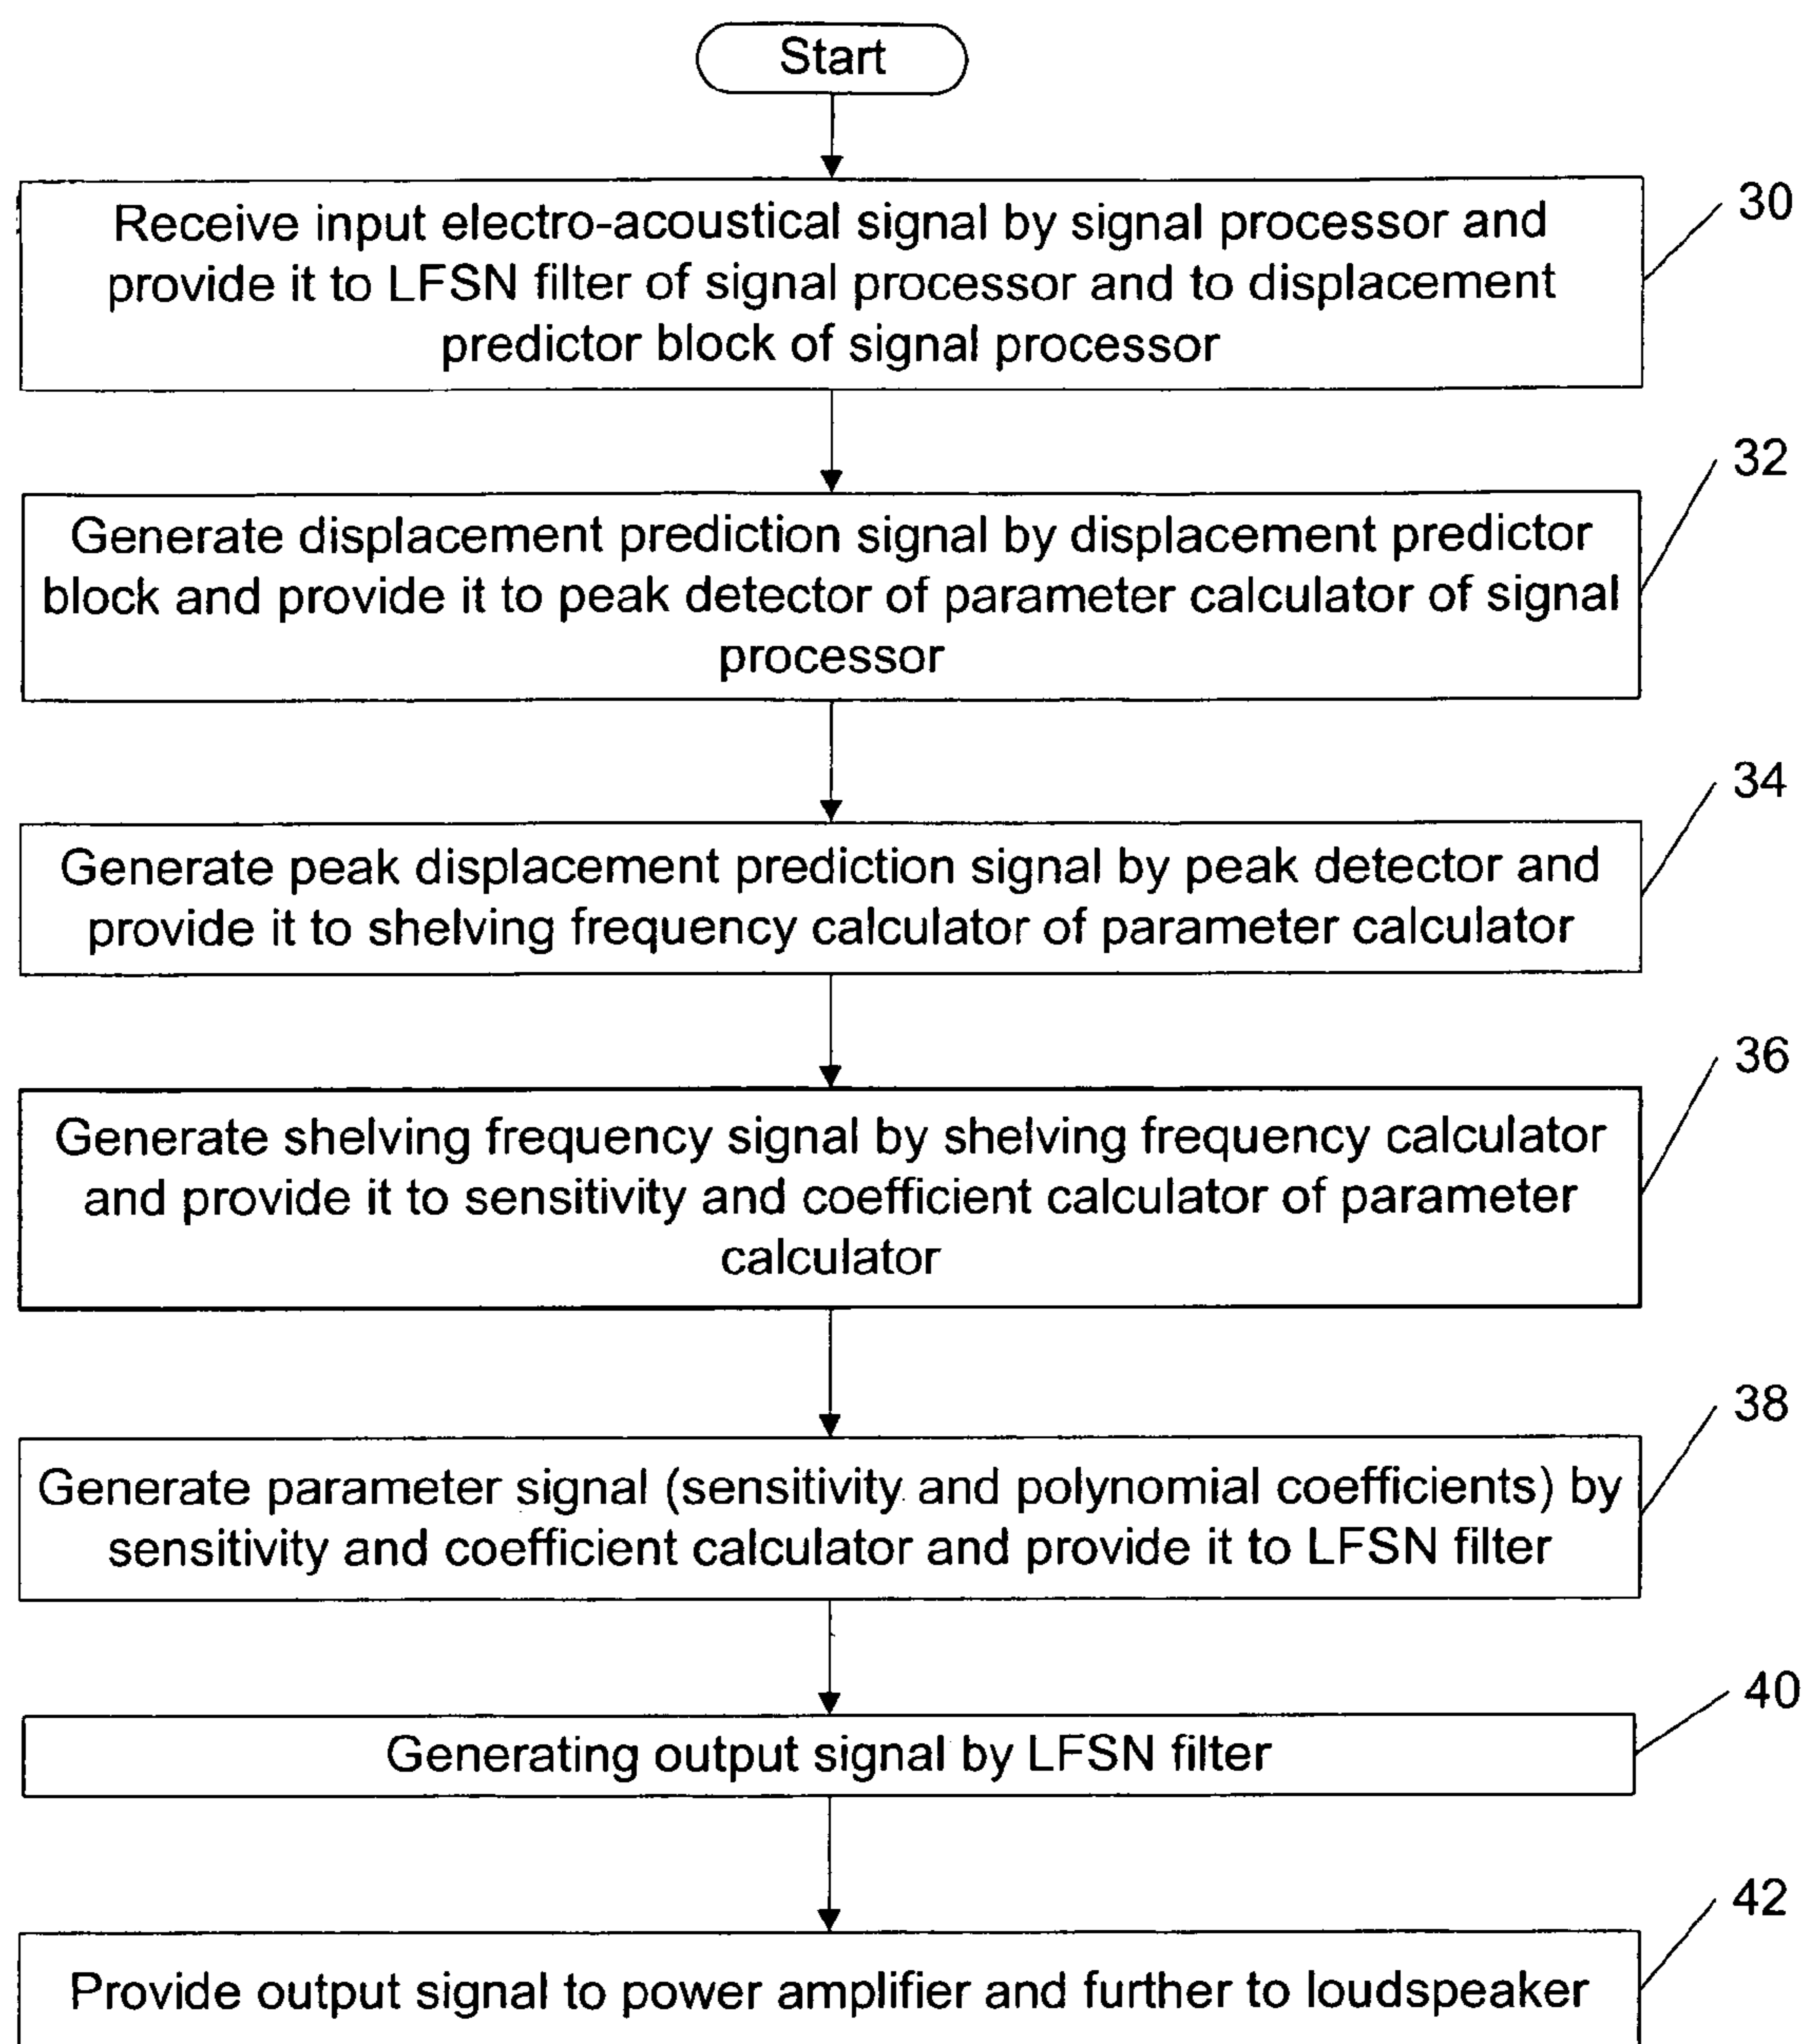 Start
Receive input electro-acoustical signal by signal processor and
provide it to LFSN filter of signal processor and to displacement
predictor block of signal processor
30
Generate displacement prediction signal by displacement predictor
block and provide it to peak detector of parameter calculator of signal
processor
32
Generate peak displacement prediction signal by peak detector and
provide it to shelving frequency calculator of parameter calculator
34
Generate shelving frequency signal by shelving frequency calculator
and provide it to sensitivity and coefficient calculator of parameter
calculator
36
Generate parameter signal (sensitivity and polynomial coefficients) by
sensitivity and coefficient calculator and provide it to LFSN filter
38
Generating output signal by LFSN filter
40
Provide output signal to power amplifier and further to loudspeaker
42